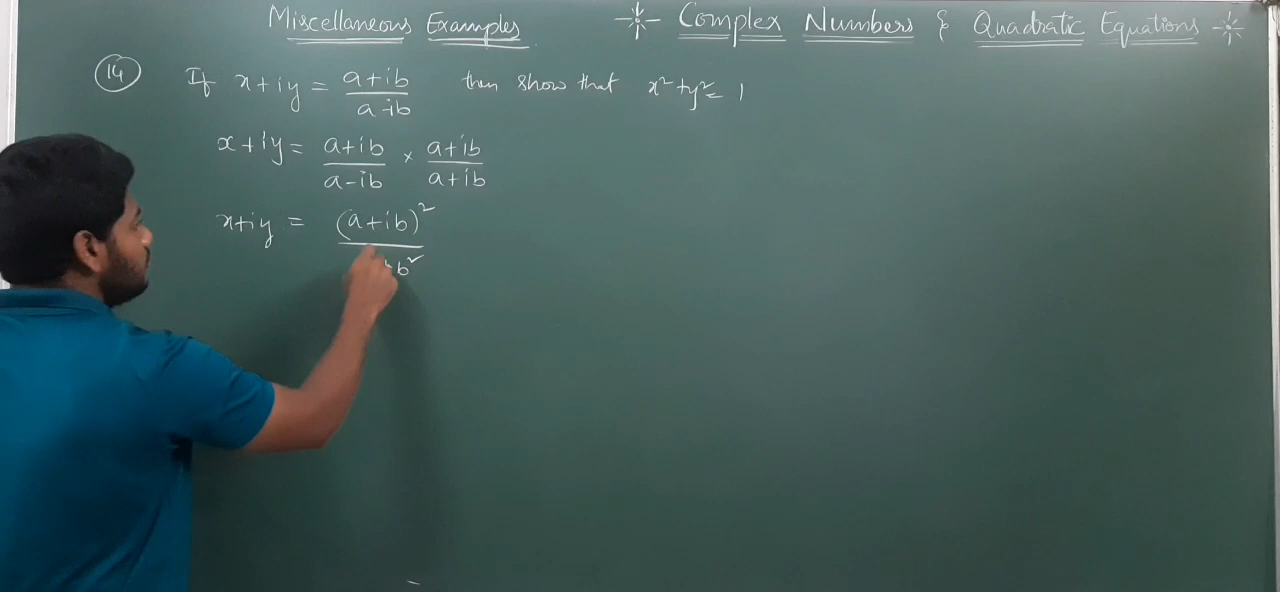 Miscellaneous Examples
Complex Numbers & Quadratic Equations
(14) If x+iy = (a+ib)/(a-ib) then show that x²+y² = 1
x+iy = (a+ib)/(a-ib) × (a+ib)/(a+ib)
x+iy = (a+ib)²
b²